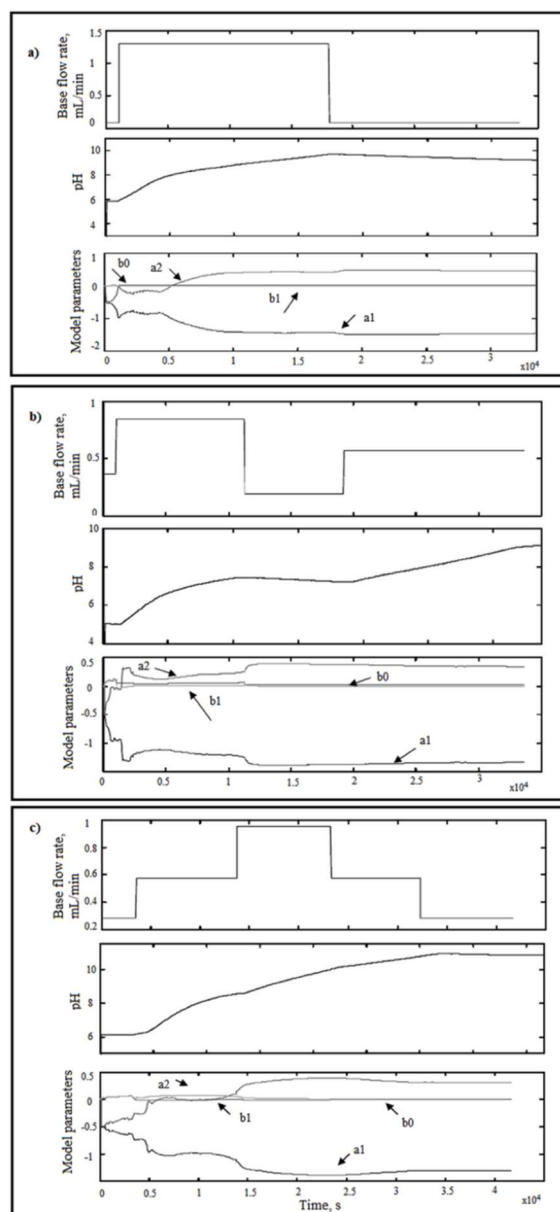 a)
Base flow rate,
mL/min
1.5
1
0.5
0
pH
10
8
6
4
Model parameters
1
0
-1
-2
b0
a2
b1
a1
0 0.5 1 1.5 2 2.5 3
x10⁴
b)
Base flow rate,
mL/min
1
0.5
0
pH
10
8
6
4
Model parameters
0.5
0
-0.5
-1
a2
b0
b1
a1
0 0.5 1 1.5 2 2.5 3
x10⁴
c)
Base flow rate,
mL/min
1
0.8
0.6
0.4
0.2
pH
10
8
6
Model parameters
0.5
0
-0.5
-1
a2
b1
b0
a1
0 0.5 1 1.5 2 2.5 3 3.5 4
x10⁴
Time, s